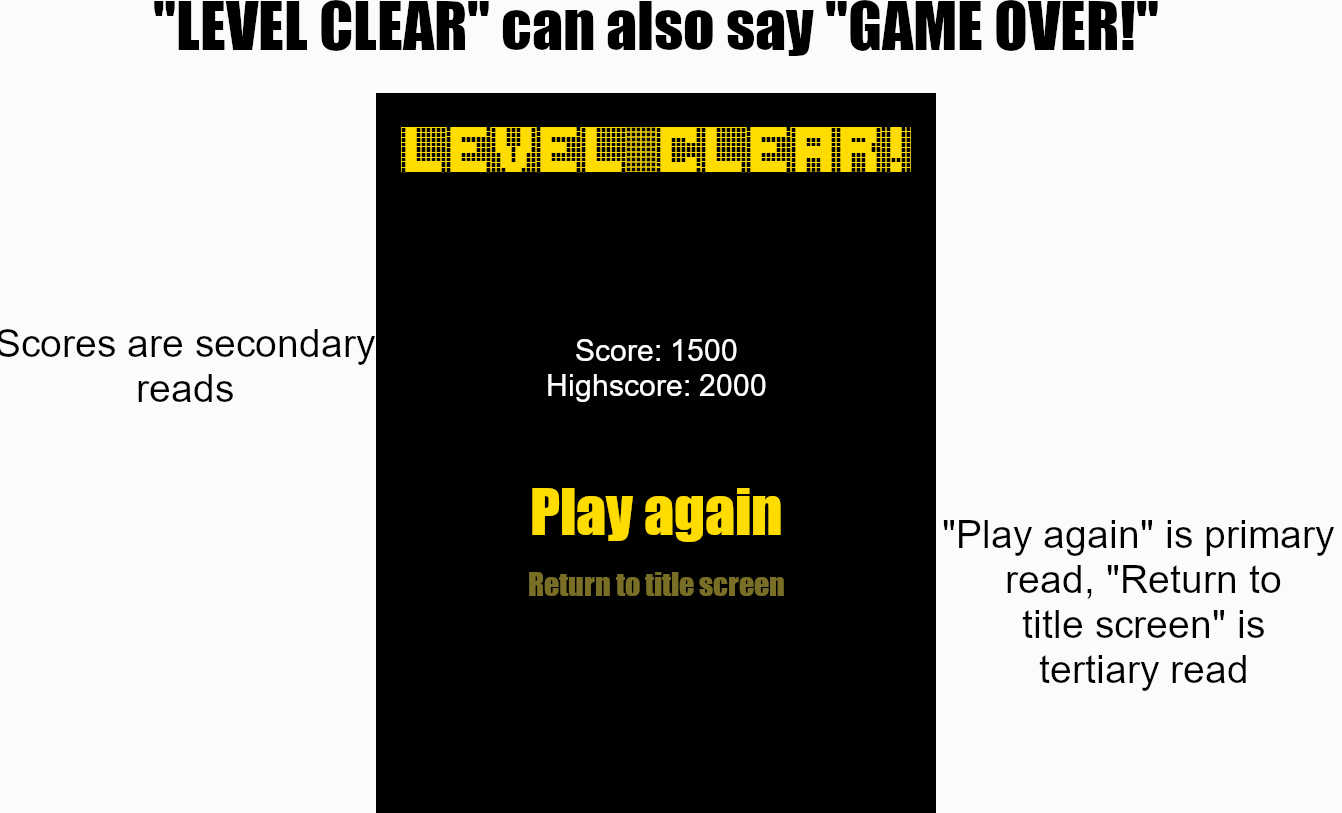 "LEVEL CLEAR" can also say "GAME OVER!"
LEVEL CLEAR!
Scores are secondary
reads
Score: 1500
Highscore: 2000
Play again
Return to title screen
"Play again" is primary
read, "Return to
title screen" is
tertiary read